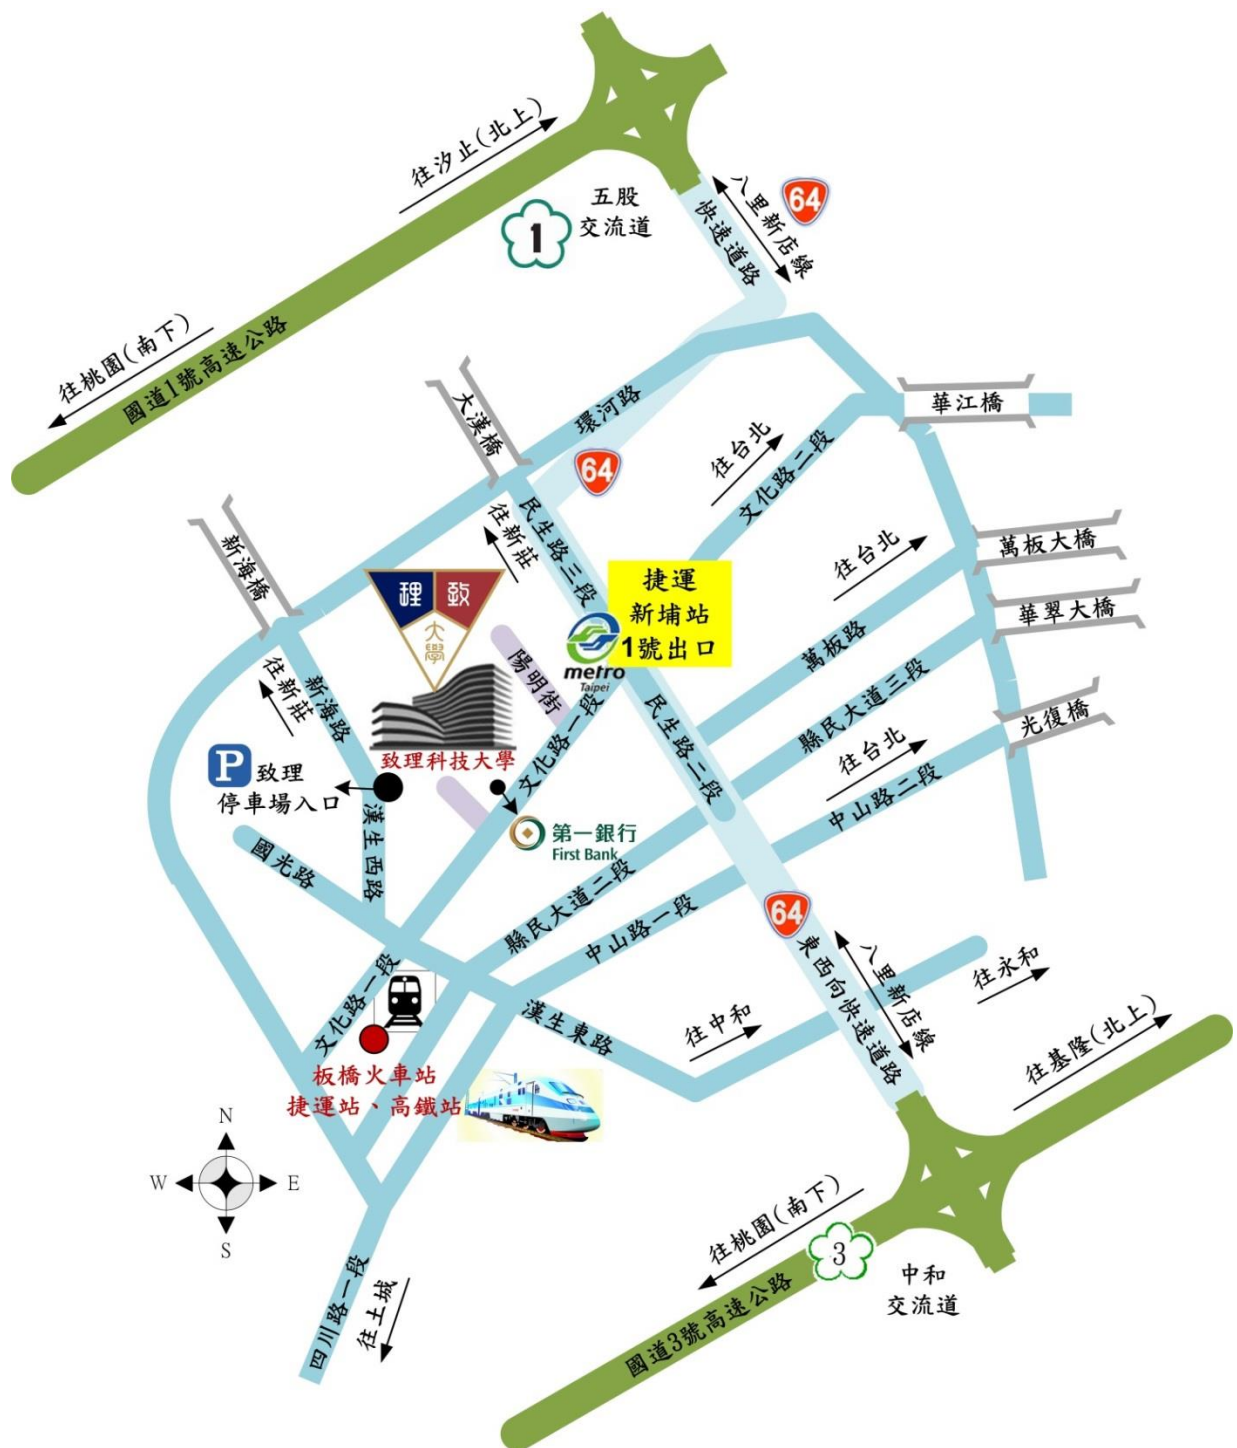 往汐止(北上)
五股
交流道
1
64
八里新店線
快速道路
往桃園(南下)
國道1號高速公路
大漢橋
環河路
華江橋
64
往台北
文化路二段
新海橋
往新莊
民生路三段
往台北
萬板大橋
理
致
大學
捷運
新埔站
1號出口
華翠大橋
metro
Taipei
陽明街
萬板路
往新莊
新海路
民生路二段
縣民大道三段
光復橋
致理科技大學
文化路一段
往台北
P 致理
停車場入口
漢生西路
中山路二段
第一銀行
First Bank
國光路
縣民大道二段
中山路一段
64
文化路一段
東西向快速道路
八里新店線
往永和
漢生東路
往中和
板橋火車站
捷運站、高鐵站
往基隆(北上)
N
W
E
S
往桃園(南下)
3
中和
交流道
四川路一段
往土城
國道3號高速公路